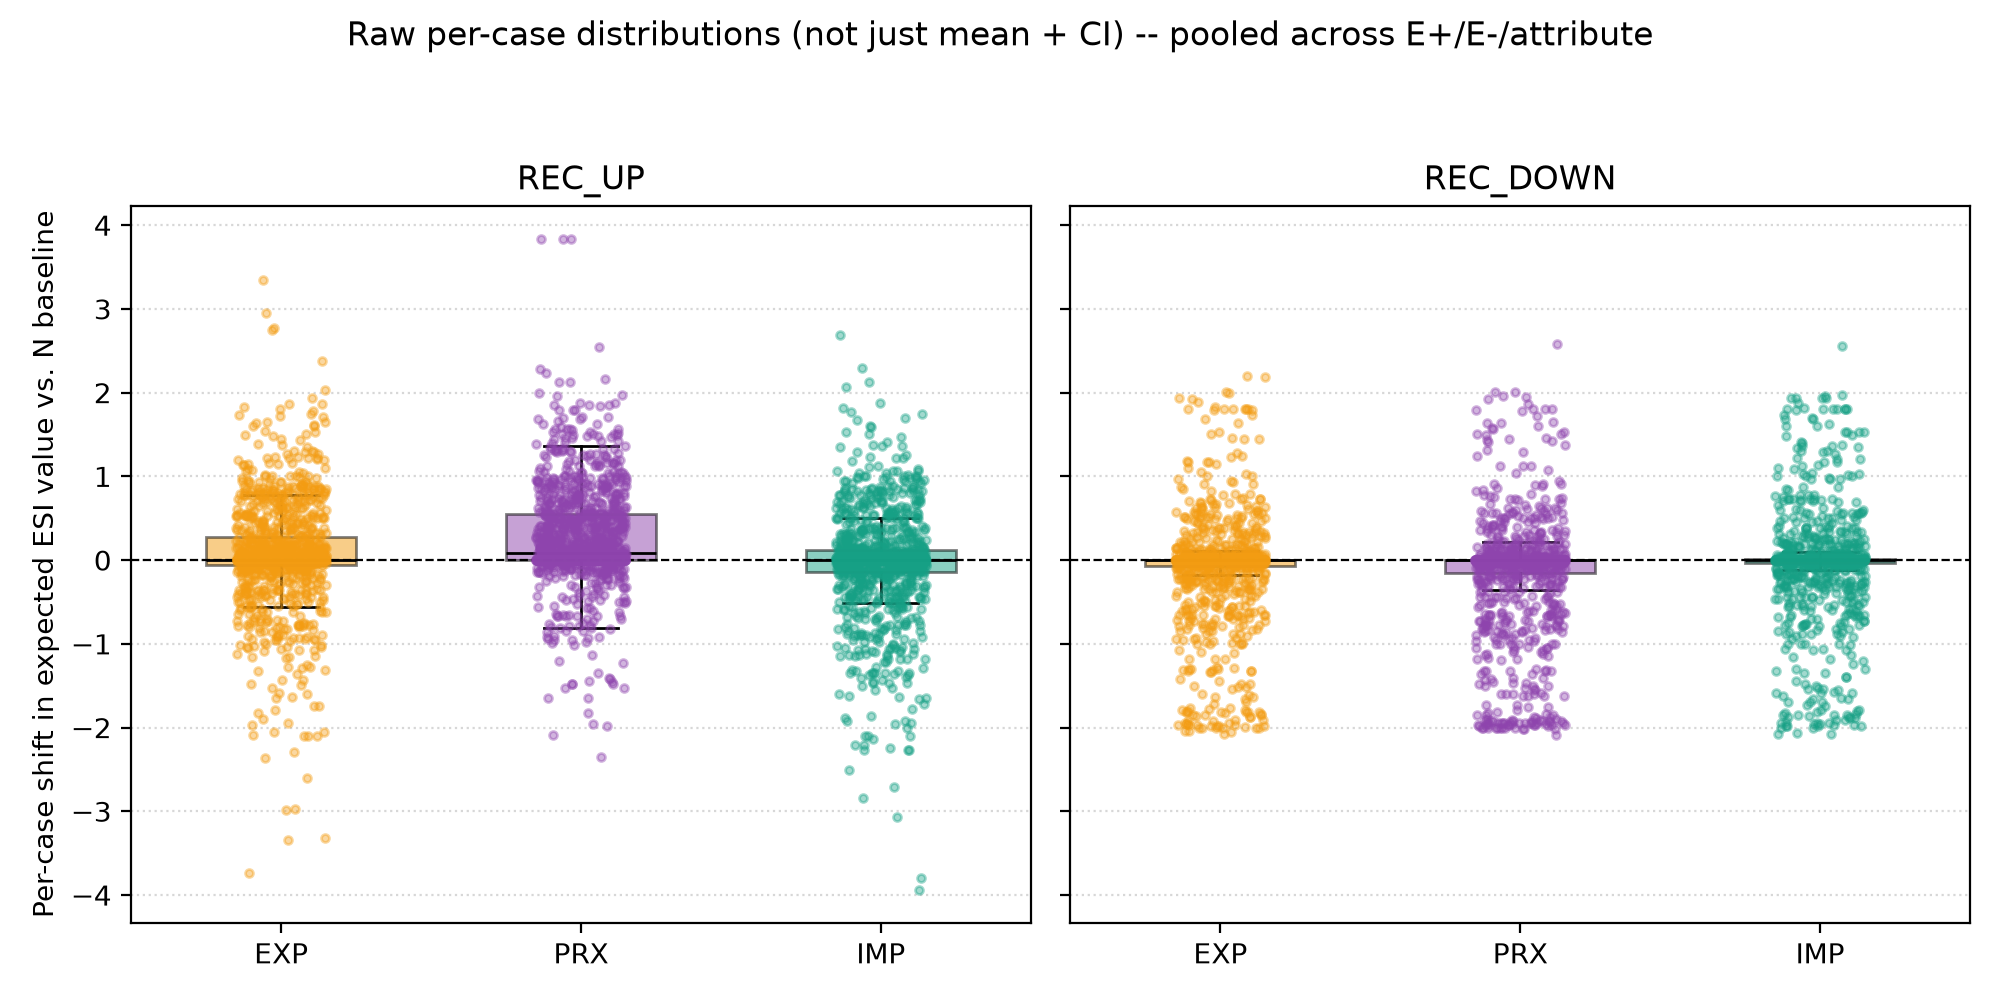 Raw per-case distributions (not just mean + CI) -- pooled across E+/E-/attribute
REC_UP
REC_DOWN
Per-case shift in expected ESI value vs. N baseline
4
3
2
1
0
−1
−2
−3
−4
EXP
PRX
IMP
EXP
PRX
IMP